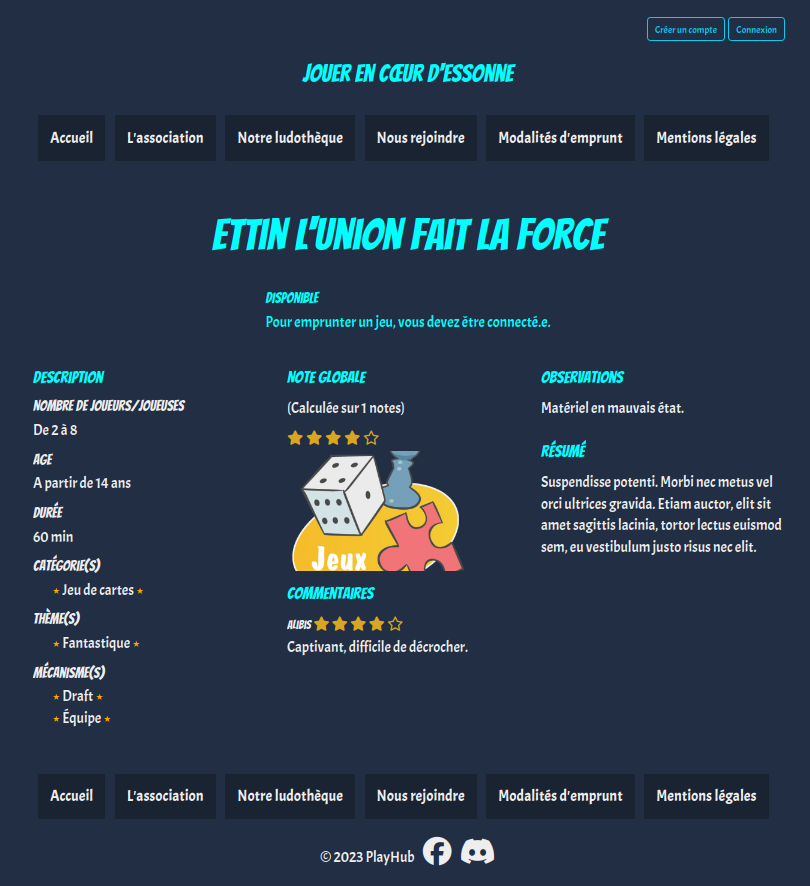 Créer un compte
Connexion
JOUER EN CŒUR D'ESSONNE
Accueil
L'association
Notre ludothèque
Nous rejoindre
Modalités d'emprunt
Mentions légales
ETTIN L'UNION FAIT LA FORCE
DISPONIBLE
Pour emprunter un jeu, vous devez être connecté.e.
DESCRIPTION
NOMBRE DE JOUEURS/JOUEUSES
De 2 à 8
AGE
A partir de 14 ans
DURÉE
60 min
CATÉGORIE(S)
Jeu de cartes
THÈME(S)
Fantastique
MÉCANISME(S)
Draft
Équipe
NOTE GLOBALE
(Calculée sur 1 notes)
Jeux
COMMENTAIRES
ALIBIS
Captivant, difficile de décrocher.
OBSERVATIONS
Matériel en mauvais état.
RÉSUMÉ
Suspendisse potenti. Morbi nec metus vel
orci ultrices gravida. Etiam auctor, elit sit
amet sagittis lacinia, tortor lectus euismod
sem, eu vestibulum justo risus nec elit.
Accueil
L'association
Notre ludothèque
Nous rejoindre
Modalités d'emprunt
Mentions légales
© 2023 PlayHub